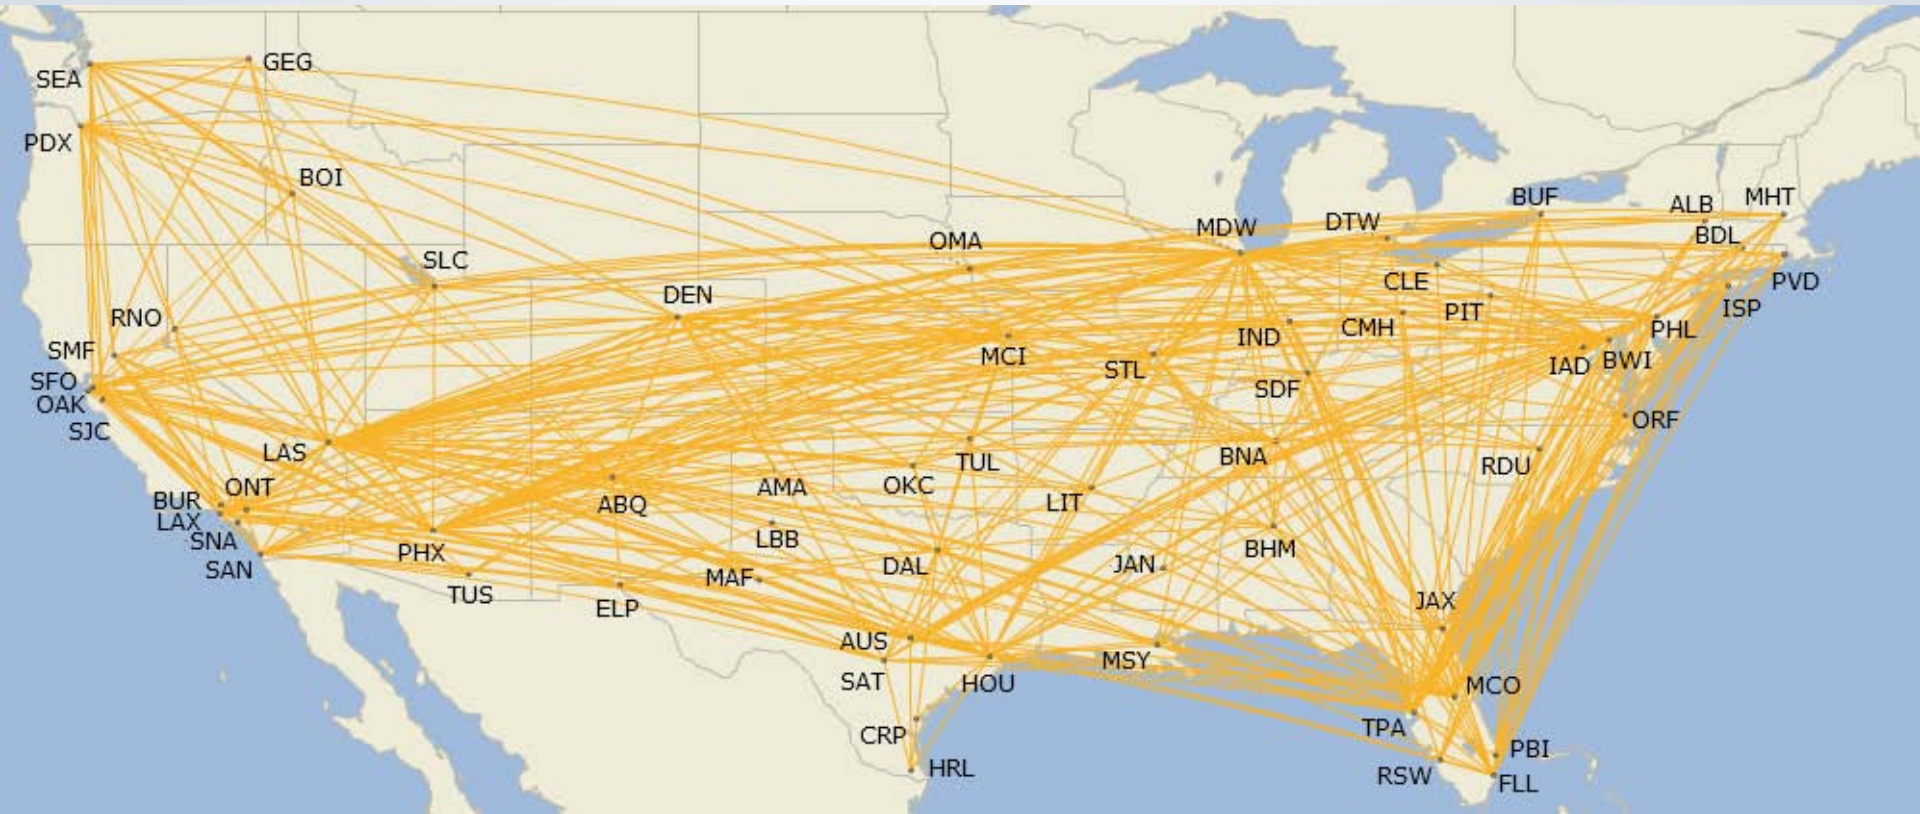 GEG
SEA
PDX
BOI
BUF
ALB
MHT
MDW
DTW
BDL
OMA
SLC
CLE
PVD
DEN
ISP
RNO
PIT
PHL
IND
CMH
SMF
MCI
STL
IAD
BWI
SFO
SDF
OAK
ORF
SJC
LAS
BNA
TUL
RDU
ONT
AMA
OKC
BUR
LIT
ABQ
LAX
SNA
LBB
BHM
PHX
SAN
DAL
JAN
MAF
TUS
ELP
JAX
AUS
MSY
SAT
HOU
MCO
TPA
CRP
PBI
HRL
RSW
FLL